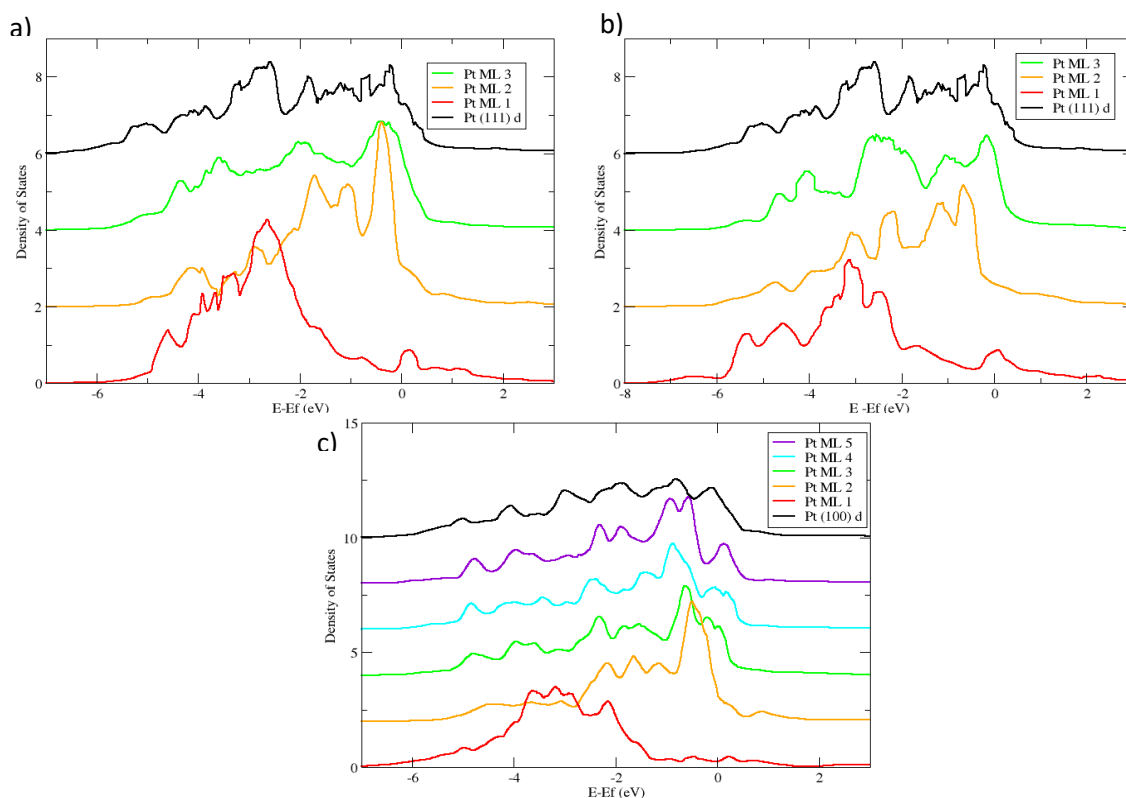 a)
8
6
4
2
0
Density of States
-6
-4
-2
0
2
E-Ef (eV)
Pt ML 3
Pt ML 2
Pt ML 1
Pt (111) d
b)
8
6
4
2
0
Density of States
-8
-6
-4
-2
0
2
E -Ef (eV)
Pt ML 3
Pt ML 2
Pt ML 1
Pt (111) d
c)
15
10
5
0
Density of States
-6
-4
-2
0
2
E-Ef (eV)
Pt ML 5
Pt ML 4
Pt ML 3
Pt ML 2
Pt ML 1
Pt (100) d